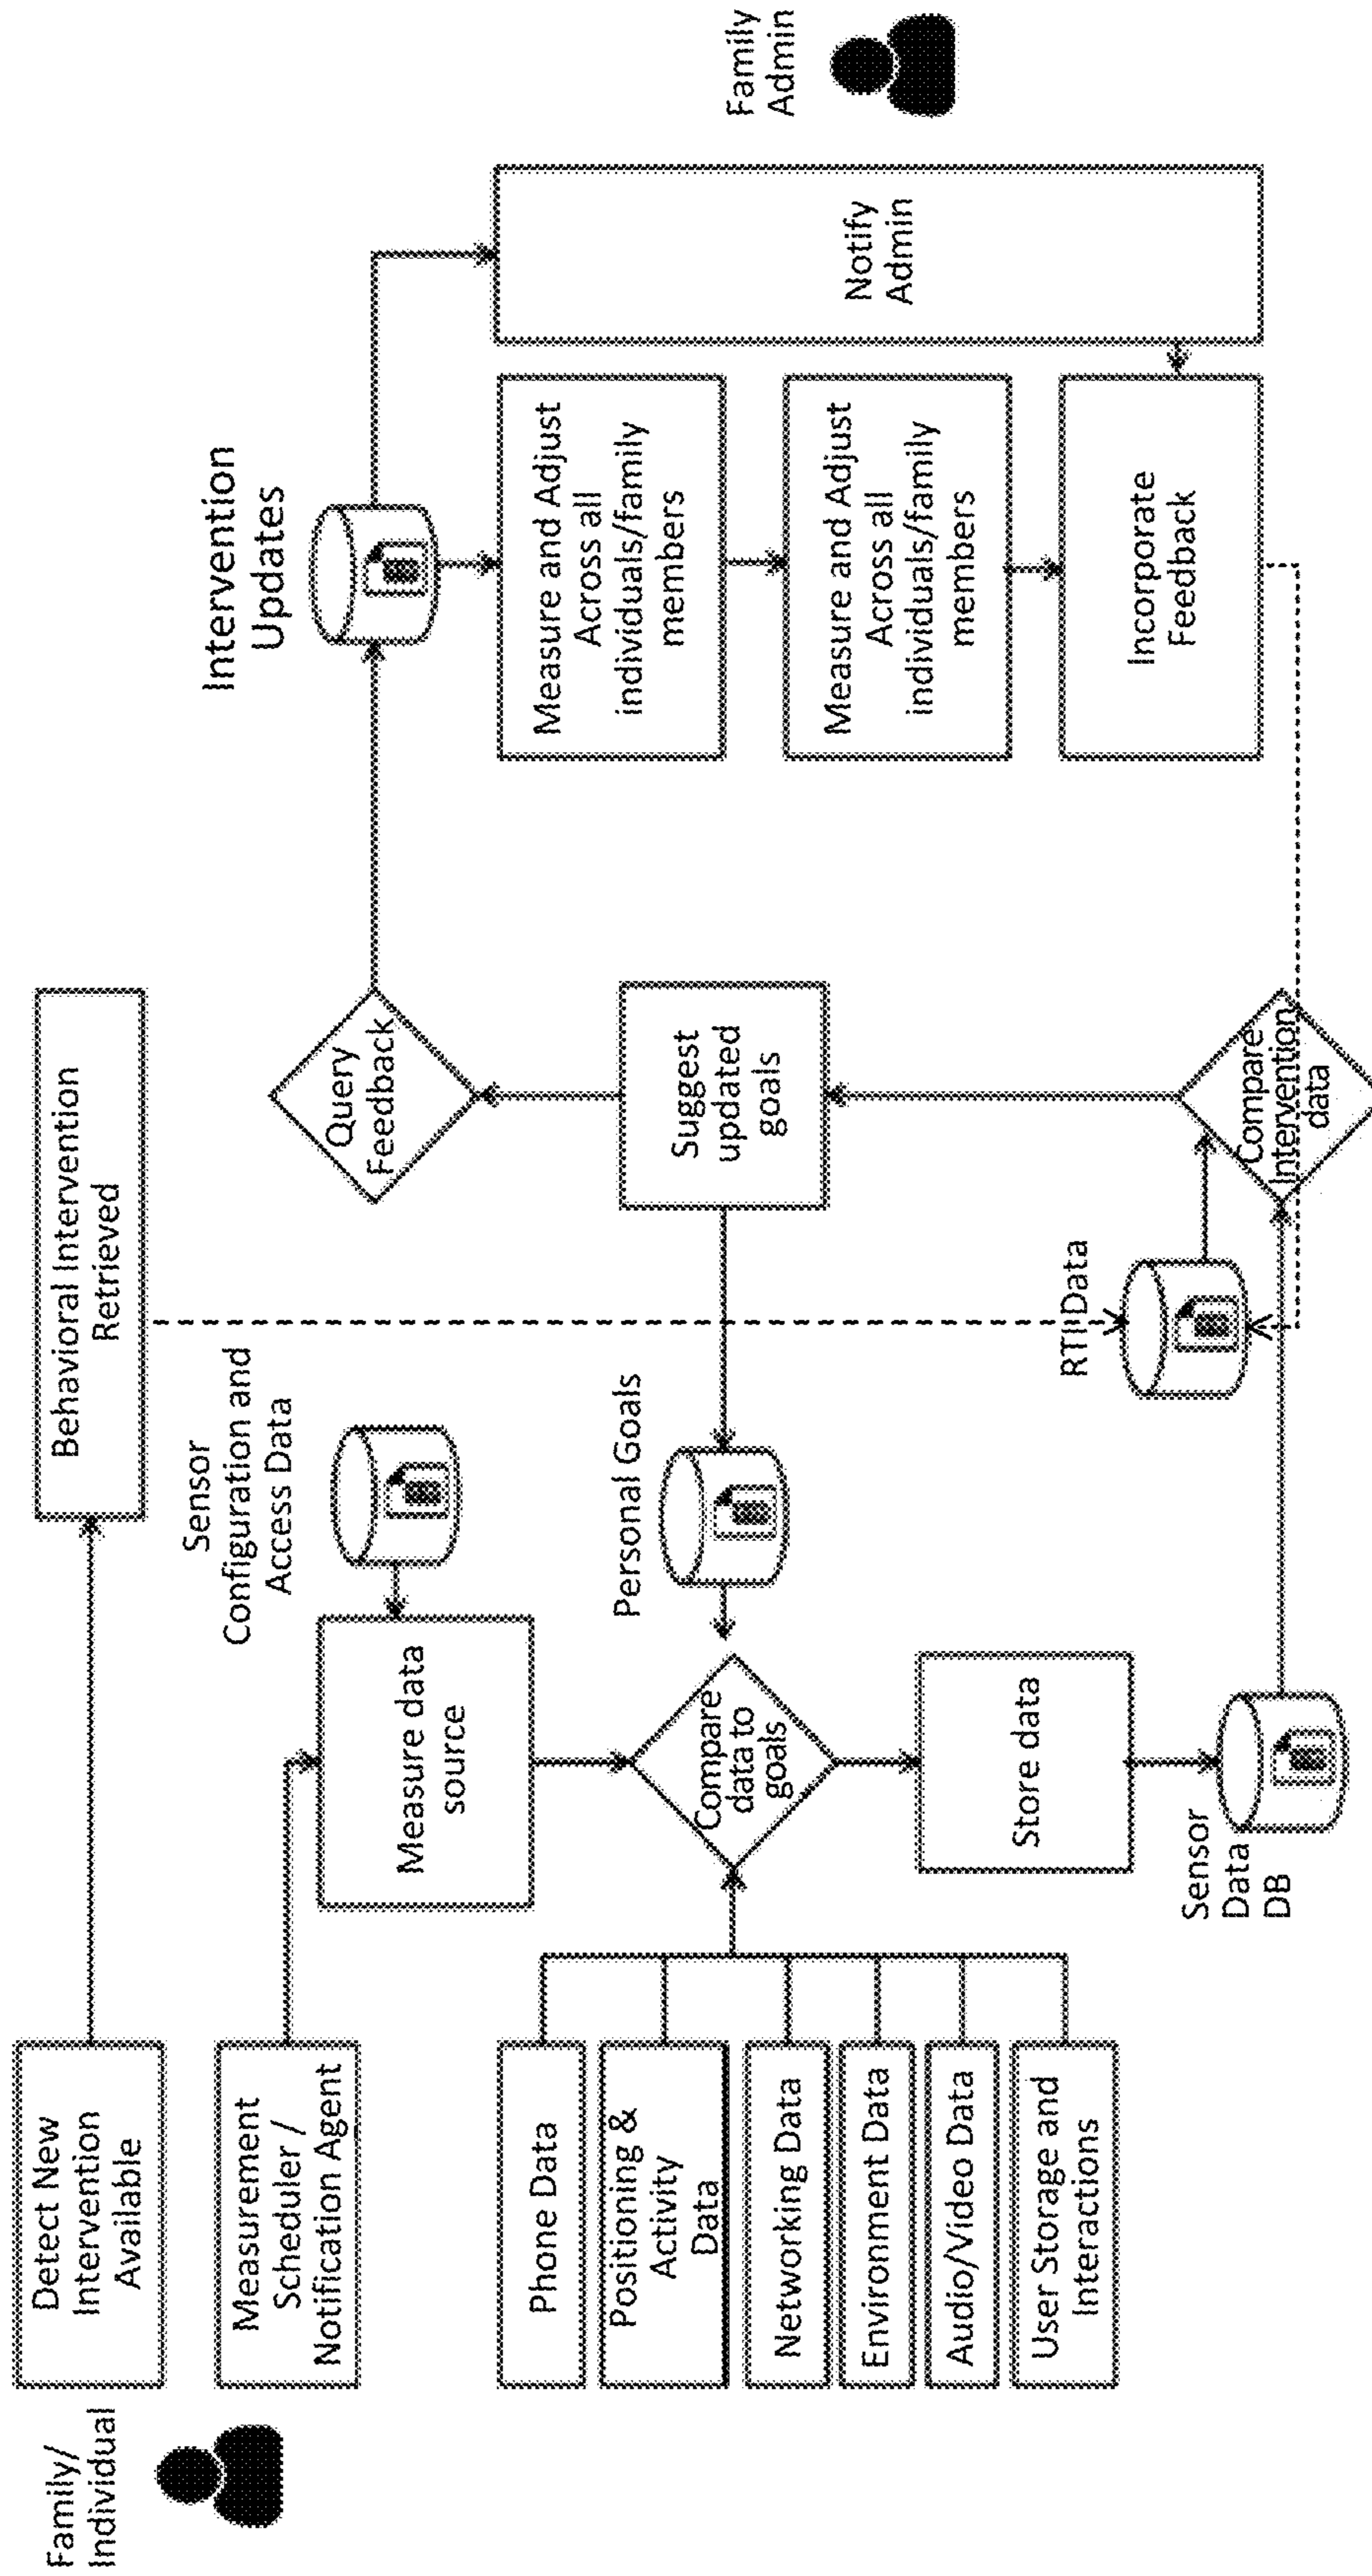 Family/
Individual
Detect New
Intervention
Available
Behavioral Intervention
Retrieved
Measurement
Scheduler /
Notification Agent
Sensor
Configuration and
Access Data
Measure data
source
Phone Data
Positioning &
Activity
Data
Networking Data
Environment Data
Audio/Video Data
User Storage and
Interactions
Compare
data to
goals
Personal Goals
Store data
Sensor
Data
DB
RTI Data
Compare
Intervention
data
Suggest
updated
goals
Query
Feedback
Intervention
Updates
Measure and Adjust
Across all
individuals/family
members
Measure and Adjust
Across all
individuals/family
members
Incorporate
Feedback
Notify
Admin
Family
Admin